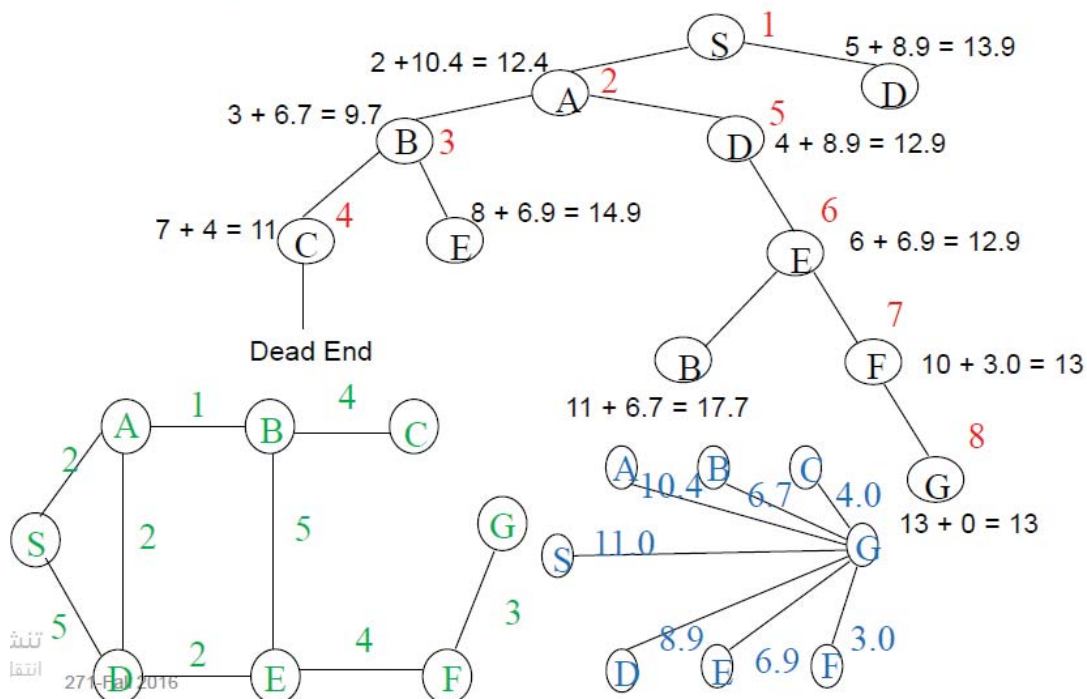 S 1
5 + 8.9 = 13.9
2 +10.4 = 12.4
A 2
D
3 + 6.7 = 9.7
B 3
5
D
4 + 8.9 = 12.9
7 + 4 = 11
C 4
E
8 + 6.9 = 14.9
6
E
6 + 6.9 = 12.9
Dead End
7
B
F
10 + 3.0 = 13
11 + 6.7 = 17.7
8
G
13 + 0 = 13
A 1 B 4 C
2
S
2
5
G
5
3
D 2 E 4 F
A 10.4
B 6.7
C 4.0
S 11.0
G
D 8.9
E 6.9
F 3.0
271-Fall 2016